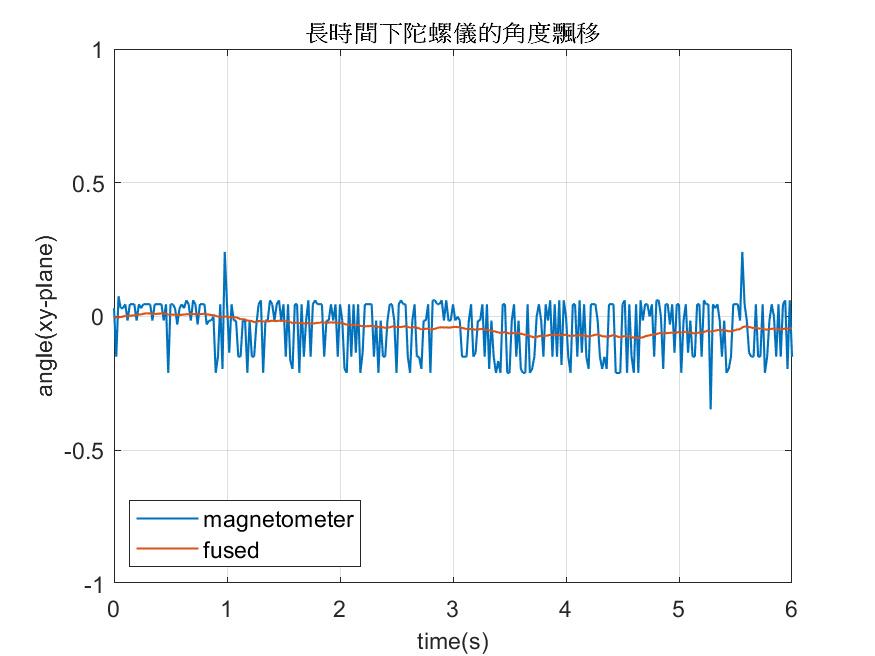 長時間下陀螺儀的角度飄移
1
0.5
0
-0.5
-1
angle(xy-plane)
magnetometer
fused
0 1 2 3 4 5 6
time(s)